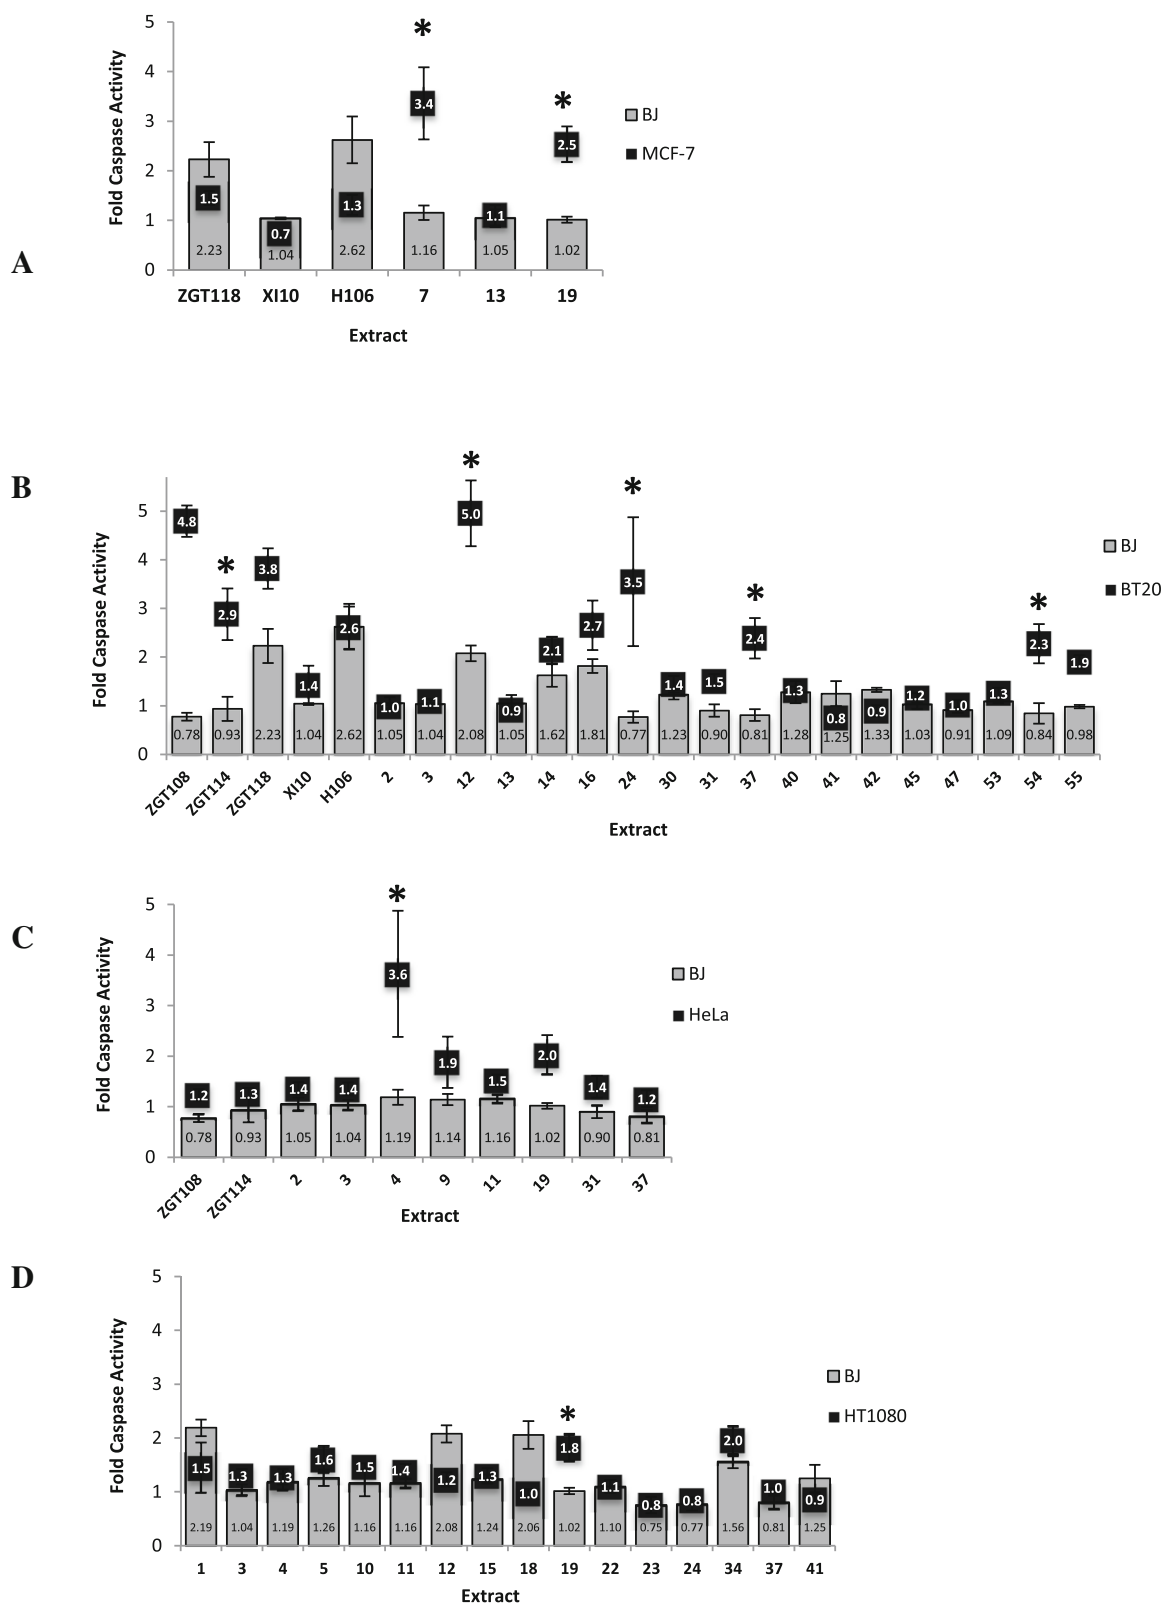 A
Fold Caspase Activity
5
4
3
2
1
0
* *
3.4 2.5
1.5 0.7 1.3 1.1
2.23 1.04 2.62 1.16 1.05 1.02
ZGT118 XI10 H106 7 13 19
Extract
BJ
MCF-7
B
Fold Caspase Activity
5
4
3
2
1
0
* * * * *
4.8 2.9 3.8 1.4 2.6 1.0 1.1 5.0 0.9 2.1 2.7 3.5 1.4 1.5 2.4 1.3 0.8 0.9 1.2 1.0 1.3 2.3 1.9
0.78 0.93 2.23 1.04 2.62 1.05 1.04 2.08 1.05 1.62 1.81 0.77 1.23 0.90 0.81 1.28 1.25 1.33 1.03 0.91 1.09 0.84 0.98
ZGT108 ZGT114 ZGT118 XI10 H106 2 3 12 13 14 16 24 30 31 37 40 41 42 45 47 53 54 55
Extract
BJ
BT20
C
Fold Caspase Activity
5
4
3
2
1
0
*
1.2 1.3 1.4 1.4 3.6 1.9 1.5 2.0 1.4 1.2
0.78 0.93 1.05 1.04 1.19 1.14 1.16 1.02 0.90 0.81
ZGT108 ZGT114 2 3 4 9 11 19 31 37
Extract
BJ
HeLa
D
Fold Caspase Activity
5
4
3
2
1
0
*
1.5 1.3 1.3 1.6 1.5 1.4 1.2 1.3 1.0 1.8 1.1 0.8 0.8 2.0 1.0 0.9
2.19 1.04 1.19 1.26 1.16 1.16 2.08 1.24 2.06 1.02 1.10 0.75 0.77 1.56 0.81 1.25
1 3 4 5 10 11 12 15 18 19 22 23 24 34 37 41
Extract
BJ
HT1080